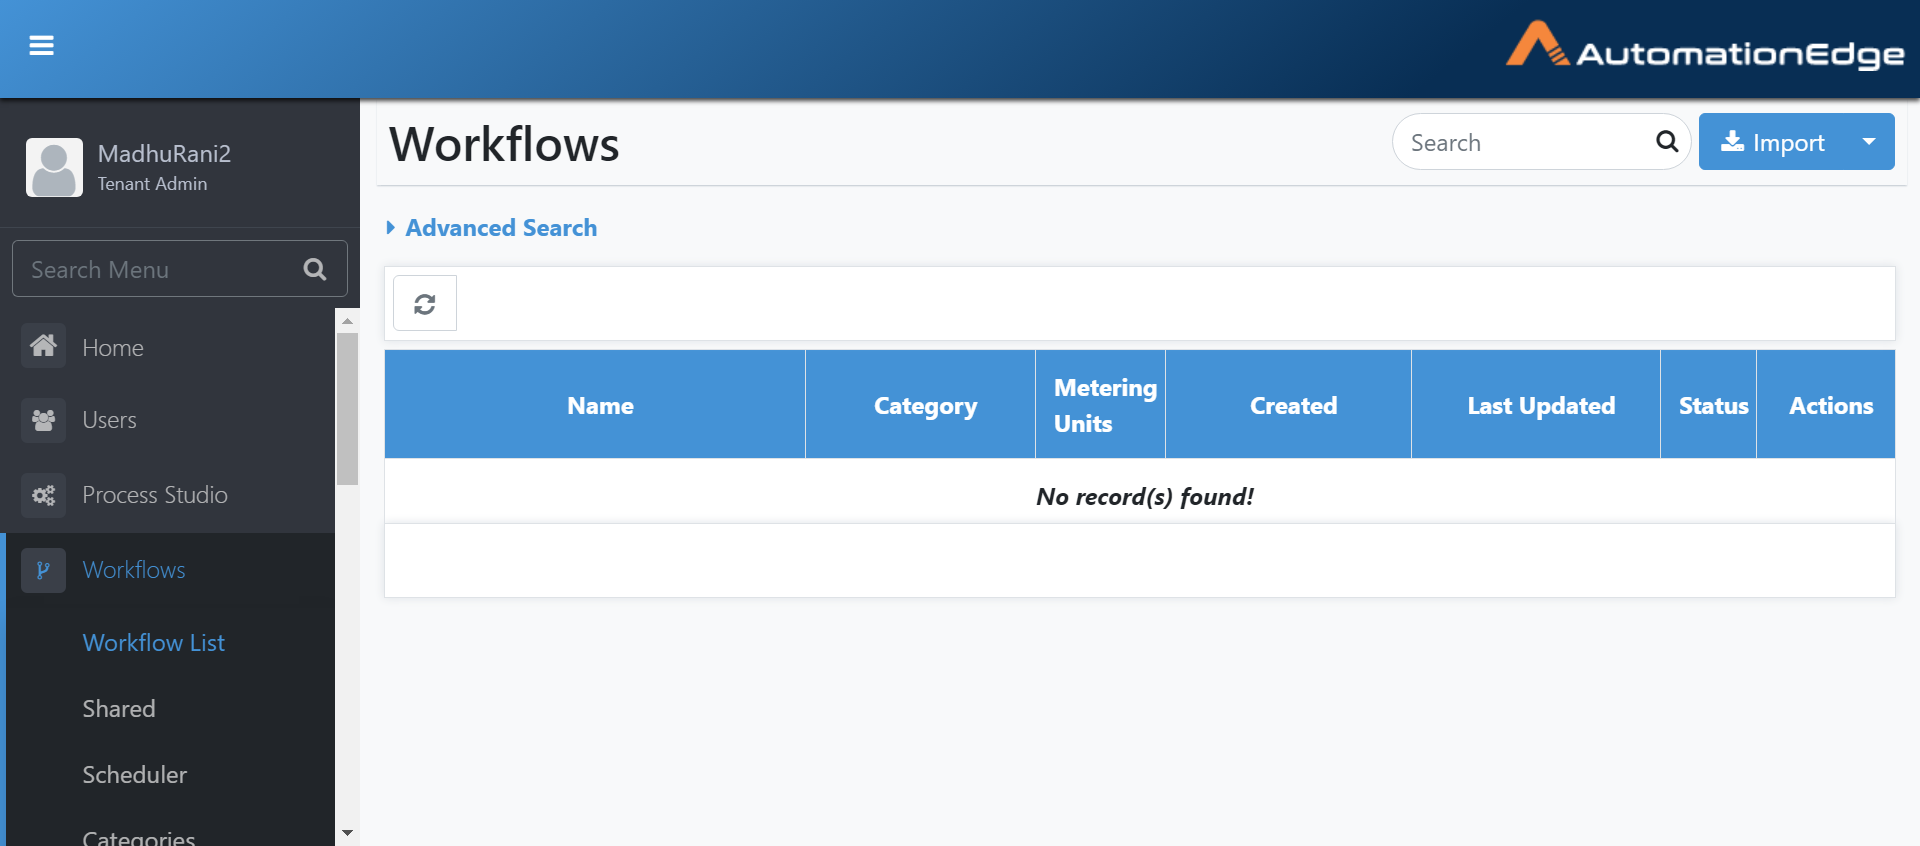 AutomationEdge
MadhuRani2
Tenant Admin
Search Menu
Home
Users
Process Studio
Workflows
Workflow List
Shared
Scheduler
Categories
Workflows
Search
Import
Advanced Search
Name
Category
Metering Units
Created
Last Updated
Status
Actions
No record(s) found!